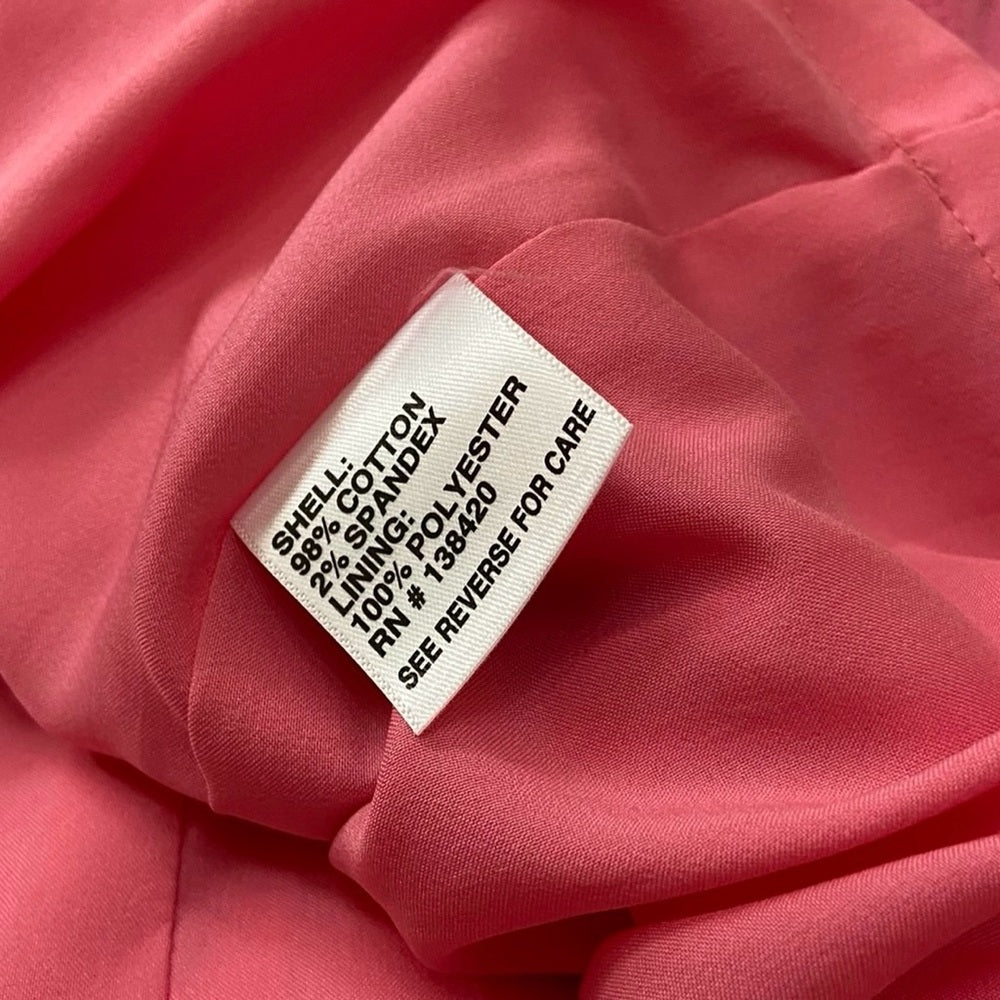 SHELL:
98% COTTON
2% SPANDEX
LINING:
100% POLYESTER
RN # 138420
SEE REVERSE FOR CARE